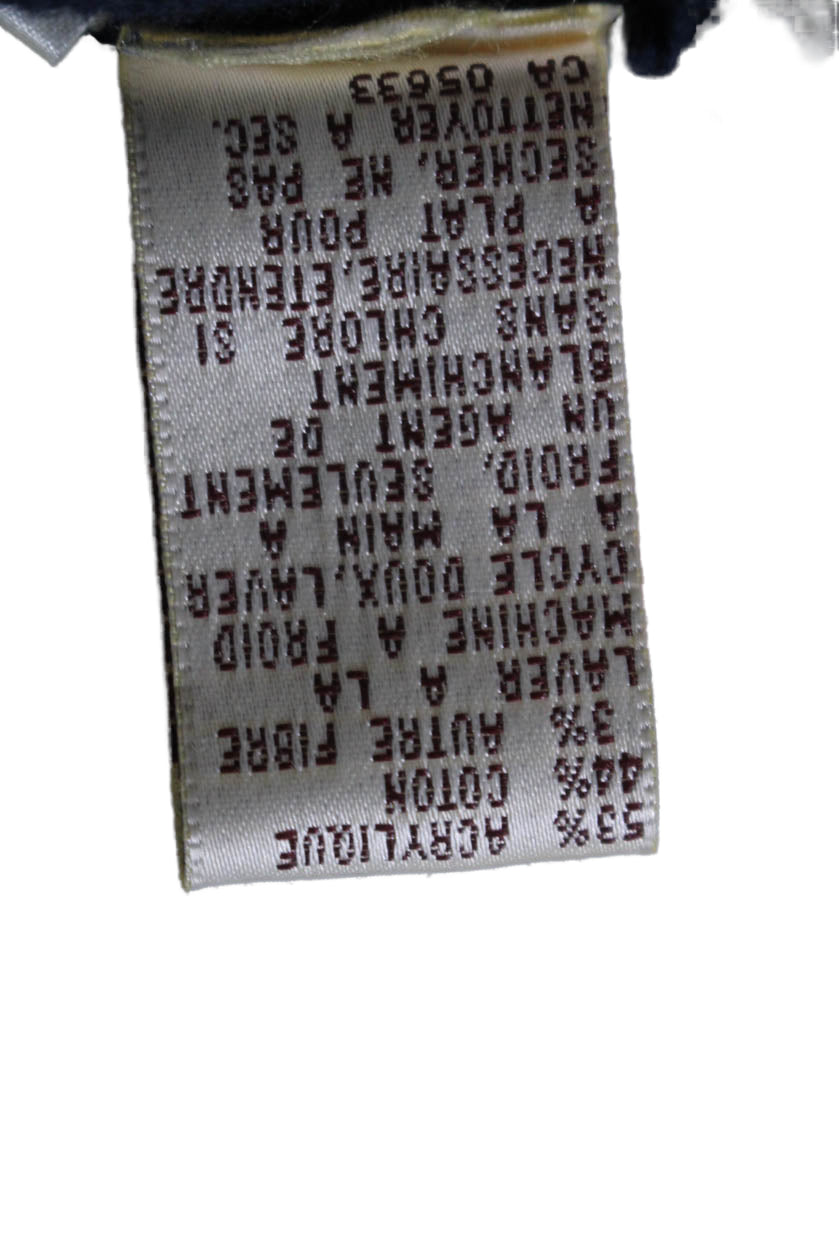 53% ACRYLIQUE
44% COTON
3% AUTRE FIBRE
LAVER A LA
MACHINE A FROID
CYCLE DOUX, LAVER
A LA MAIN A
FROID, SEULEMENT
UN AGENT DE
BLANCHIMENT
SANS CHLORE SI
NECESSAIRE, ETENDRE
A PLAT POUR
SECHER, NE PAS
NETTOYER A SEC.
CA 05633